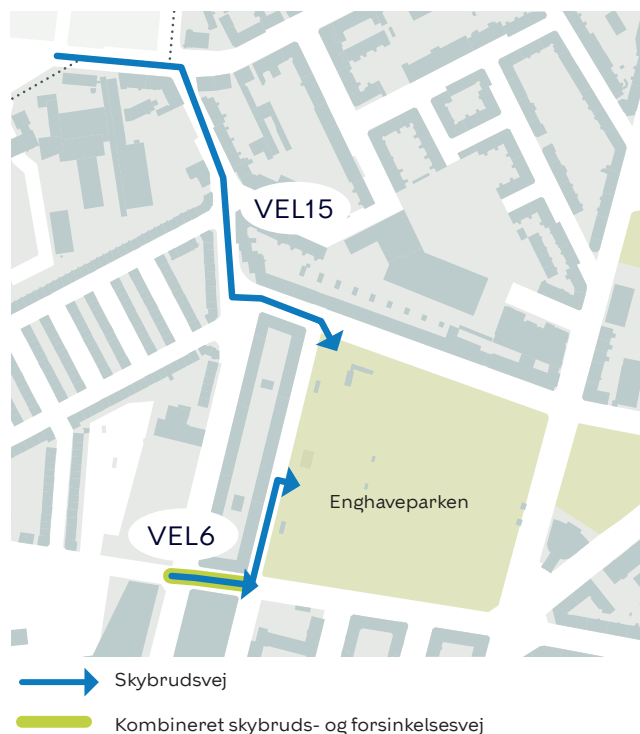 VEL15
Enghaveparken
VEL6
Skybrudsvej
Kombineret skybruds- og forsinkelsesvej